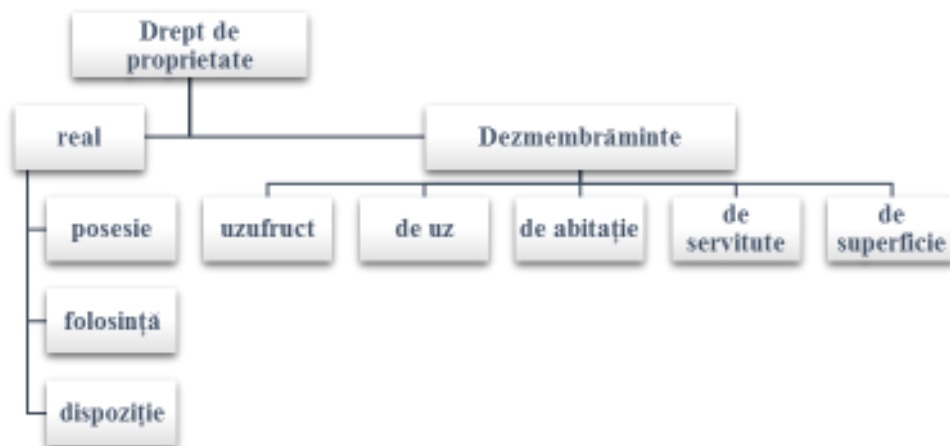 Drept de
proprietate
real
Dezmembrăminte
posesie
uzufruct
de uz
de abitație
de
servitute
de
superficie
folosință
dispoziție